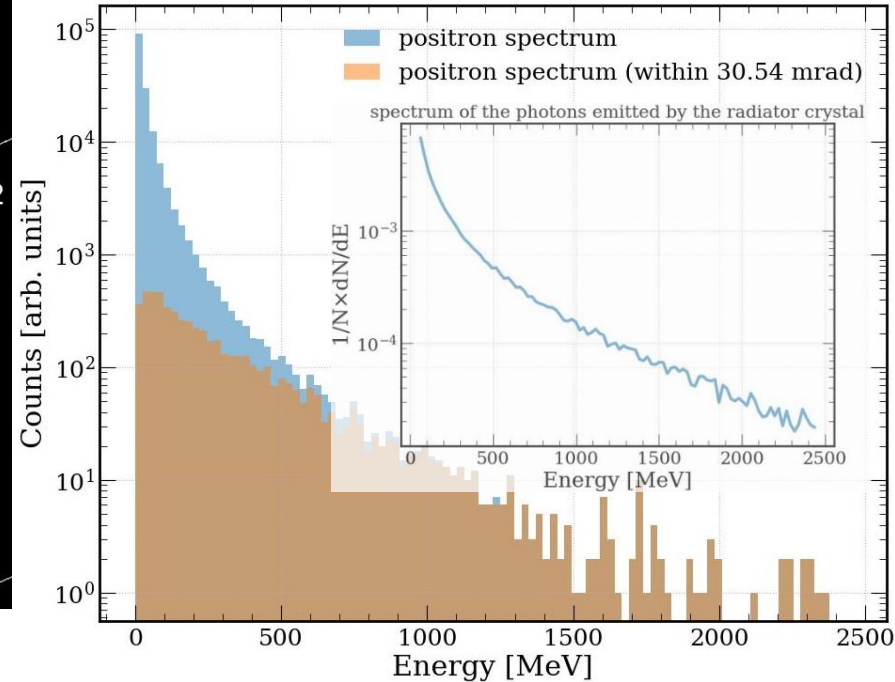 positron spectrum
positron spectrum (within 30.54 mrad)
spectrum of the photons emitted by the radiator crystal
10⁵
10⁴
10³
10²
10¹
10⁰
Counts [arb. units]
10⁻³
10⁻⁴
1/N×dN/dE
0 500 1000 1500 2000 2500
Energy [MeV]
0 500 1000 1500 2000 2500
Energy [MeV]